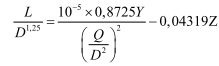 L/D^{1,25} = (10^{-5} × 0,8725Y)/((Q/D^2)^2) − 0,04319Z